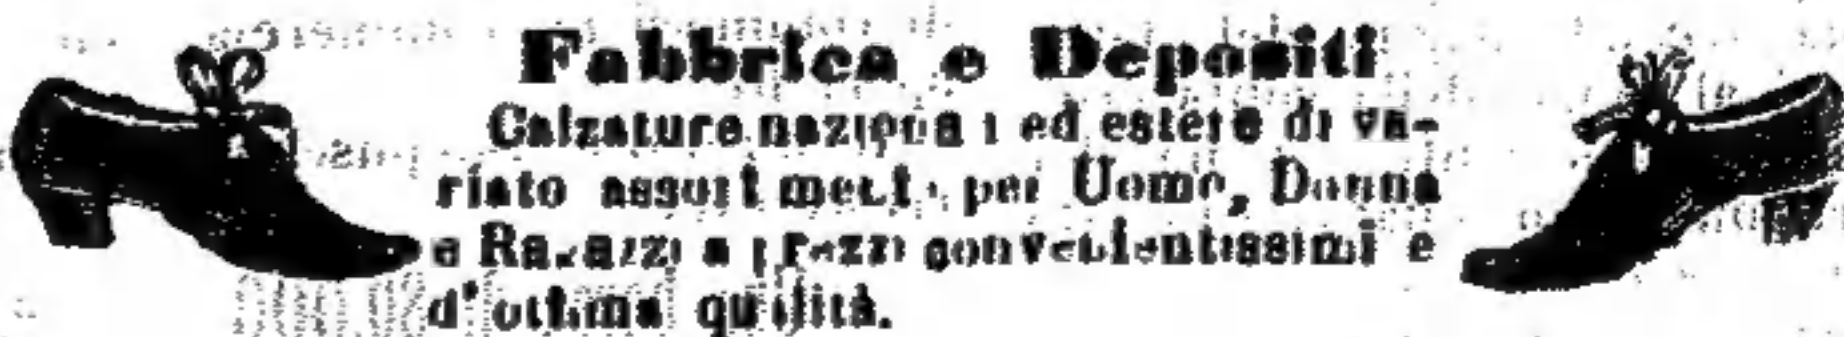 Fabbrica e Depositi
Calzature nazionali ed estere di va-
riato assortimento per Uomo, Donna
e Ragazzi a prezzi convenientissimi e
d'ottima qualità.